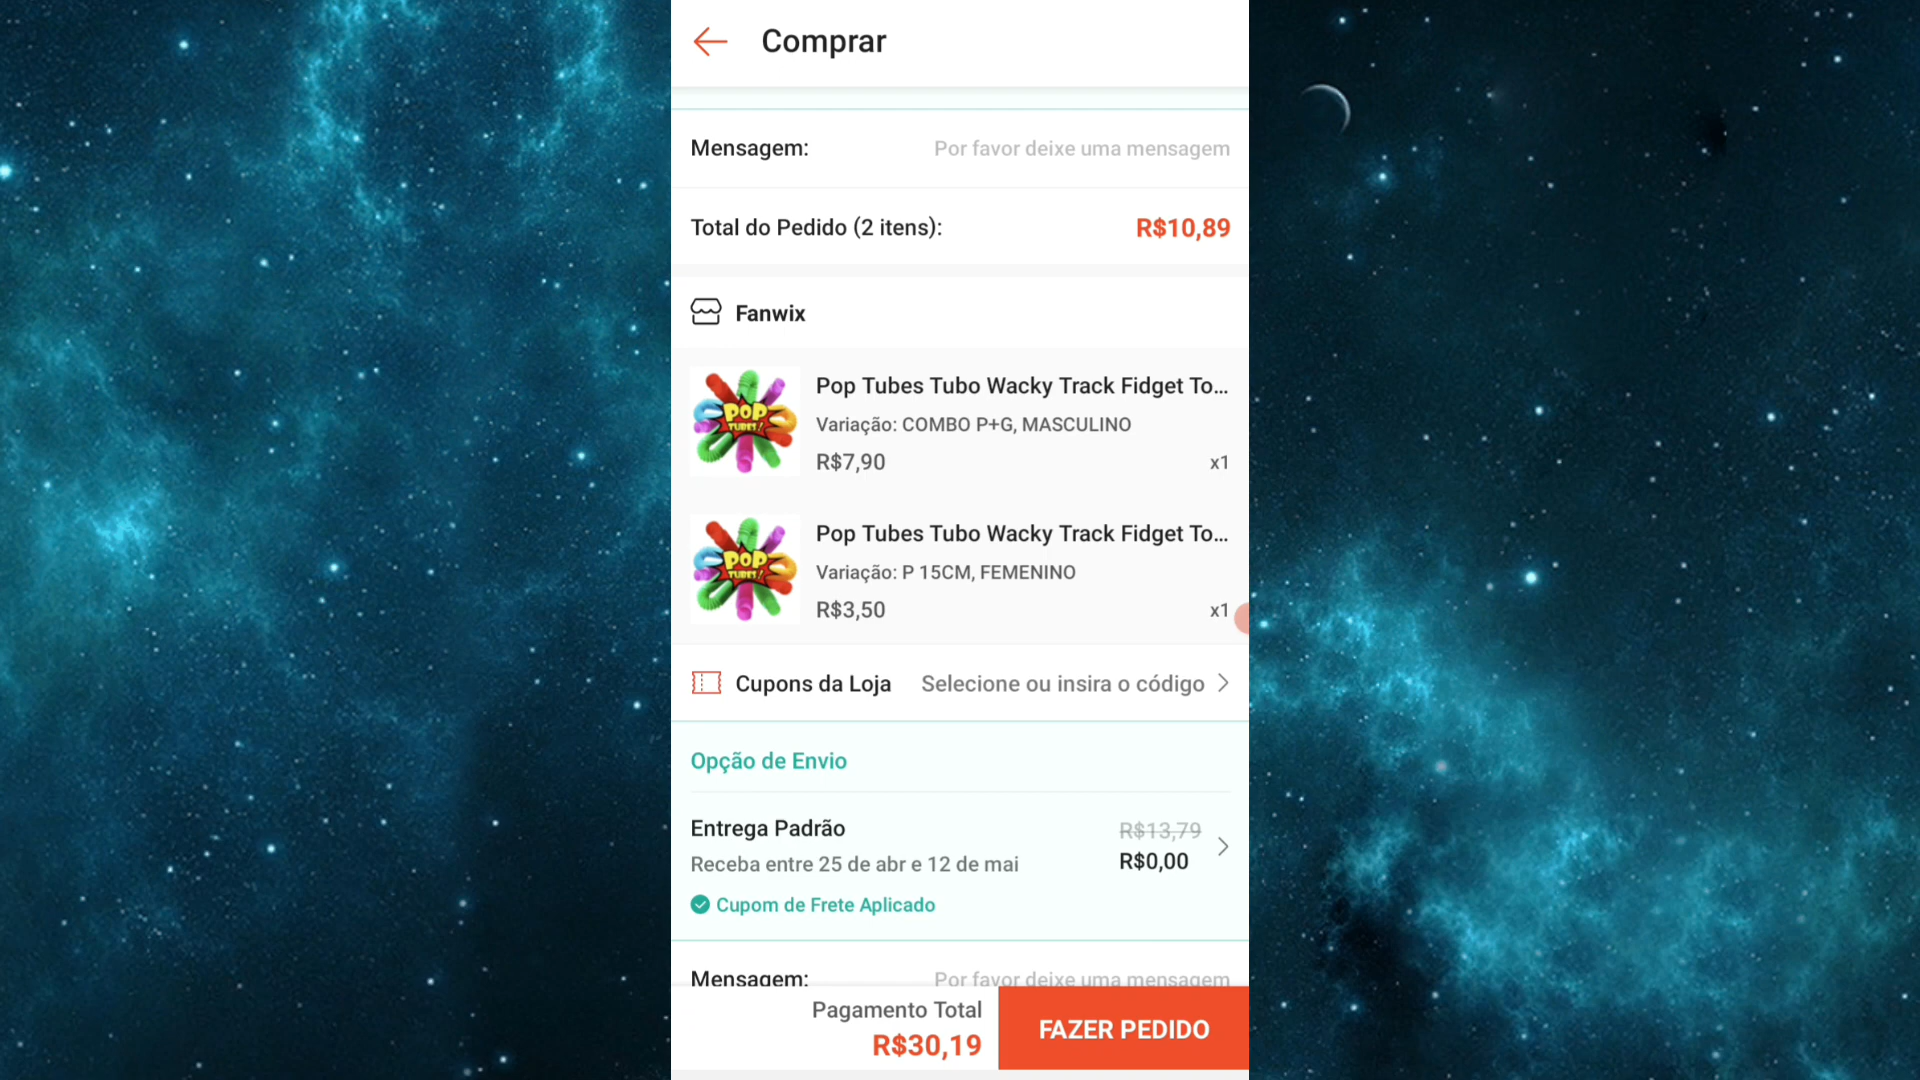 Comprar
Mensagem: Por favor deixe uma mensagem
Total do Pedido (2 itens): R$10,89
Fanwix
POP
TUBES!
Pop Tubes Tubo Wacky Track Fidget To...
Variação: COMBO P+G, MASCULINO
R$7,90 x1
POP
TUBES!
Pop Tubes Tubo Wacky Track Fidget To...
Variação: P 15CM, FEMENINO
R$3,50 x1
Cupons da Loja Selecione ou insira o código
Opção de Envio
Entrega Padrão R$13,79
Receba entre 25 de abr e 12 de mai R$0,00
Cupom de Frete Aplicado
Mensagem: Por favor deixe uma mensagem
Pagamento Total
R$30,19
FAZER PEDIDO